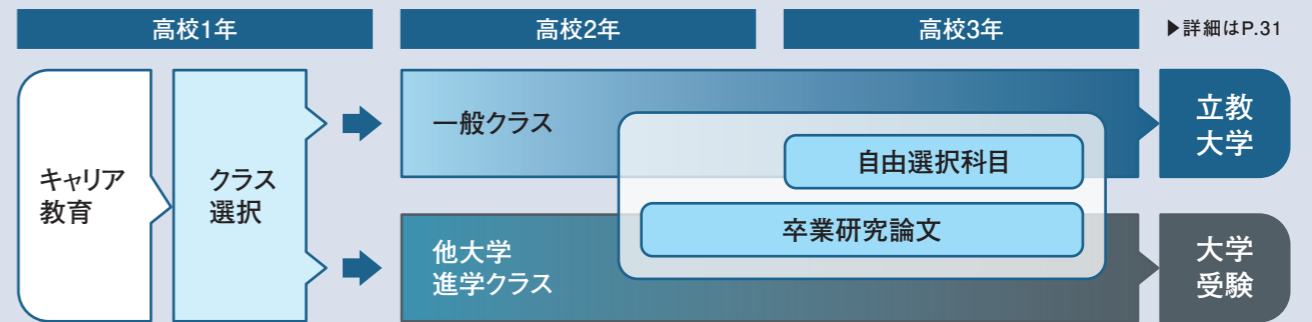 高校1年
高校2年
高校3年
▶詳細はP.31
キャリア
教育
クラス
選択
一般クラス
自由選択科目
卒業研究論文
他大学
進学クラス
立教
大学
大学
受験